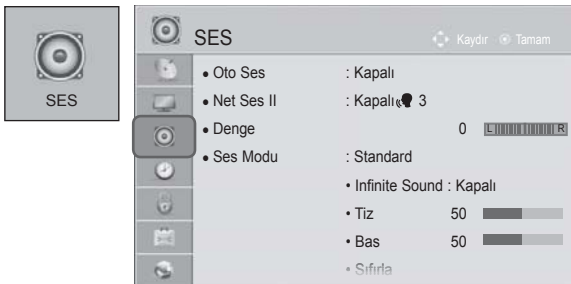 SES
SES
Kaydır Tamam
• Oto Ses : Kapalı
• Net Ses II : Kapalı 3
• Denge 0 L R
• Ses Modu : Standard
• Infinite Sound : Kapalı
• Tiz 50
• Bas 50
• Sıfırla